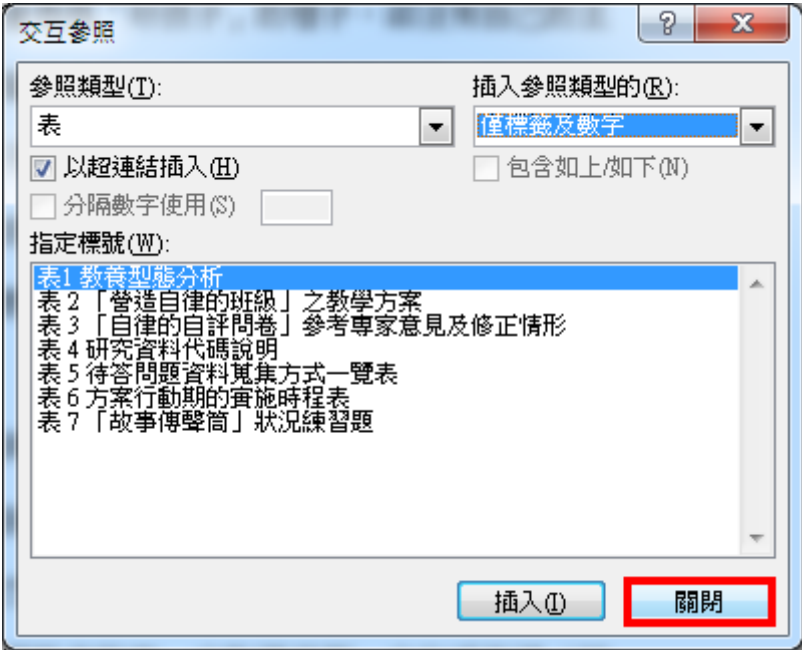 交互參照
參照類型(T):
插入參照類型的(R):
表
僅標籤及數字
以超連結插入(H)
包含如上/如下(N)
分隔數字使用(S)
指定標號(W):
表1 教養型態分析
表 2 「營造自律的班級」之教學方案
表 3 「自律的自評問卷」參考專家意見及修正情形
表 4 研究資料代碼說明
表 5 待答問題資料蒐集方式一覽表
表 6 方案行動期的實施時程表
表 7 「故事傳聲筒」狀況練習題
插入(I)
關閉